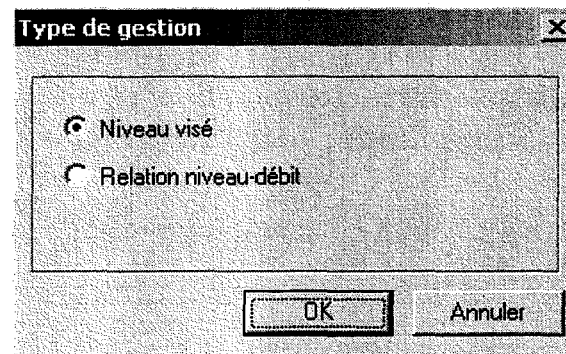 Type de gestion
Niveau visé
Relation niveau-débit
OK
Annuler